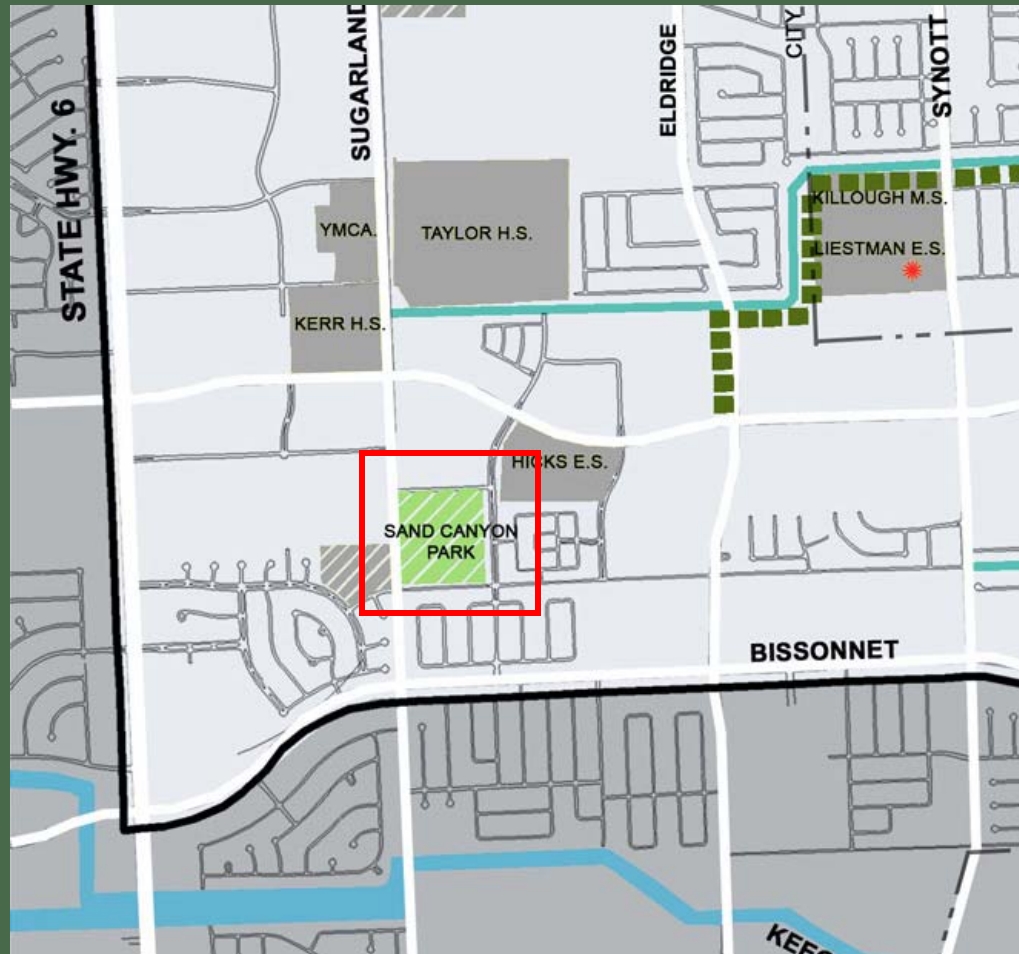 STATE HWY. 6
SUGARLAND
ELDRIDGE
CITY
SYNOTT
YMCA.
TAYLOR H.S.
KILLOUGH M.S.
LIESTMAN E.S.
KERR H.S.
HICKS E.S.
SAND CANYON
PARK
BISSONNET